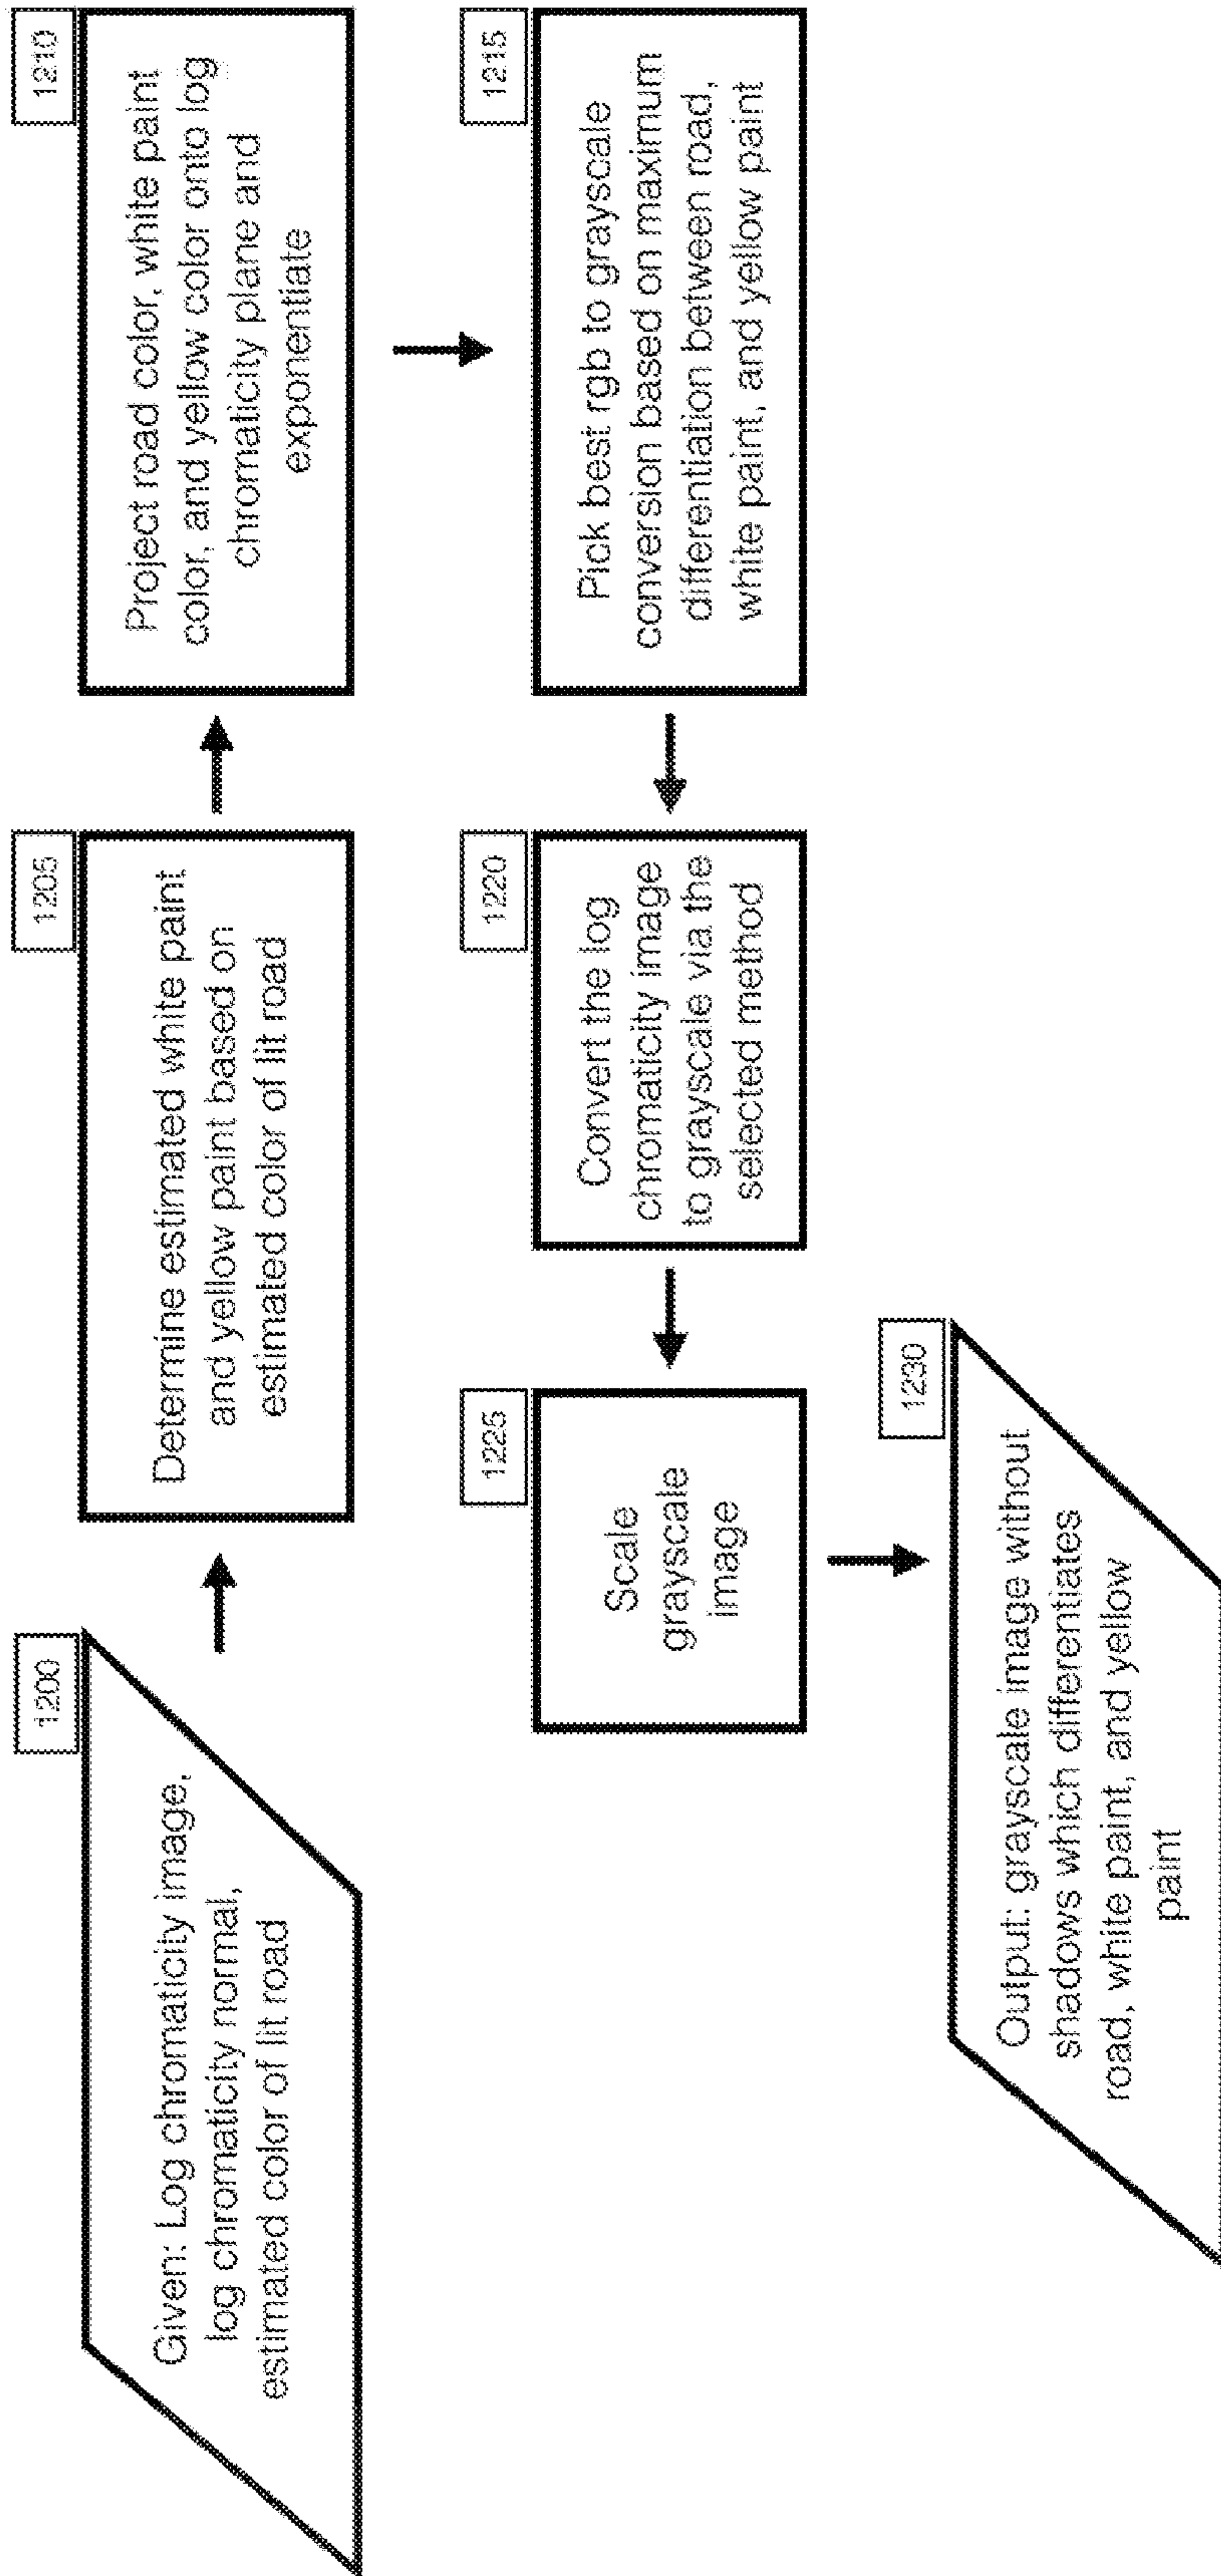 1200
Given: Log chromaticity image,
log chromaticity normal,
estimated color of lit road
1205
Determine estimated white paint
and yellow paint based on
estimated color of lit road
1210
Project road color, white paint
color, and yellow color onto log
chromaticity plane and
exponentiate
1215
Pick best rgb to grayscale
conversion based on maximum
differentiation between road,
white paint, and yellow paint
1220
Convert the log
chromaticity image
to grayscale via the
selected method
1225
Scale
grayscale
image
1230
Output: grayscale image without
shadows which differentiates
road, white paint, and yellow
paint